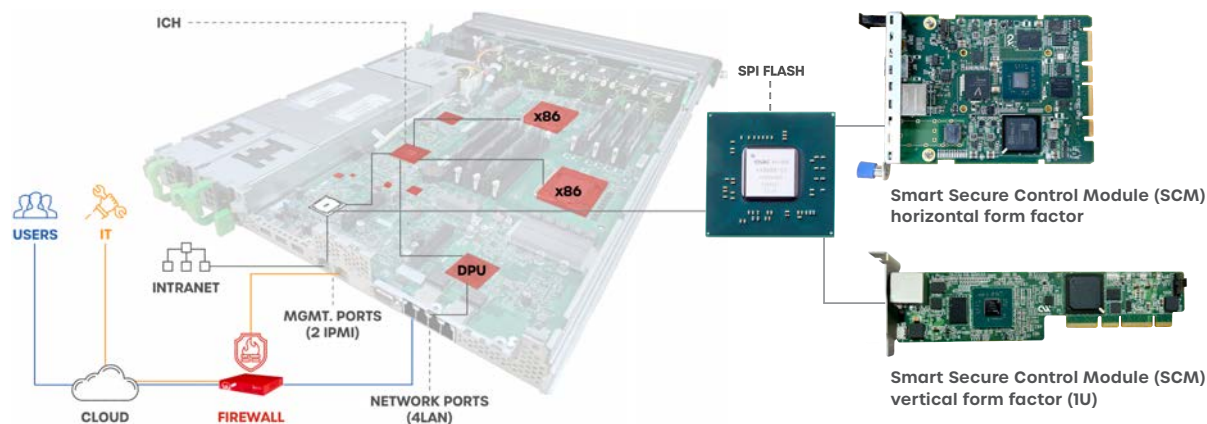 ICH
SPI FLASH
x86
x86
Smart Secure Control Module (SCM)
horizontal form factor
USERS
IT
INTRANET
DPU
MGMT. PORTS
(2 IPMI)
NETWORK PORTS
(4LAN)
CLOUD
FIREWALL
Smart Secure Control Module (SCM)
vertical form factor (1U)